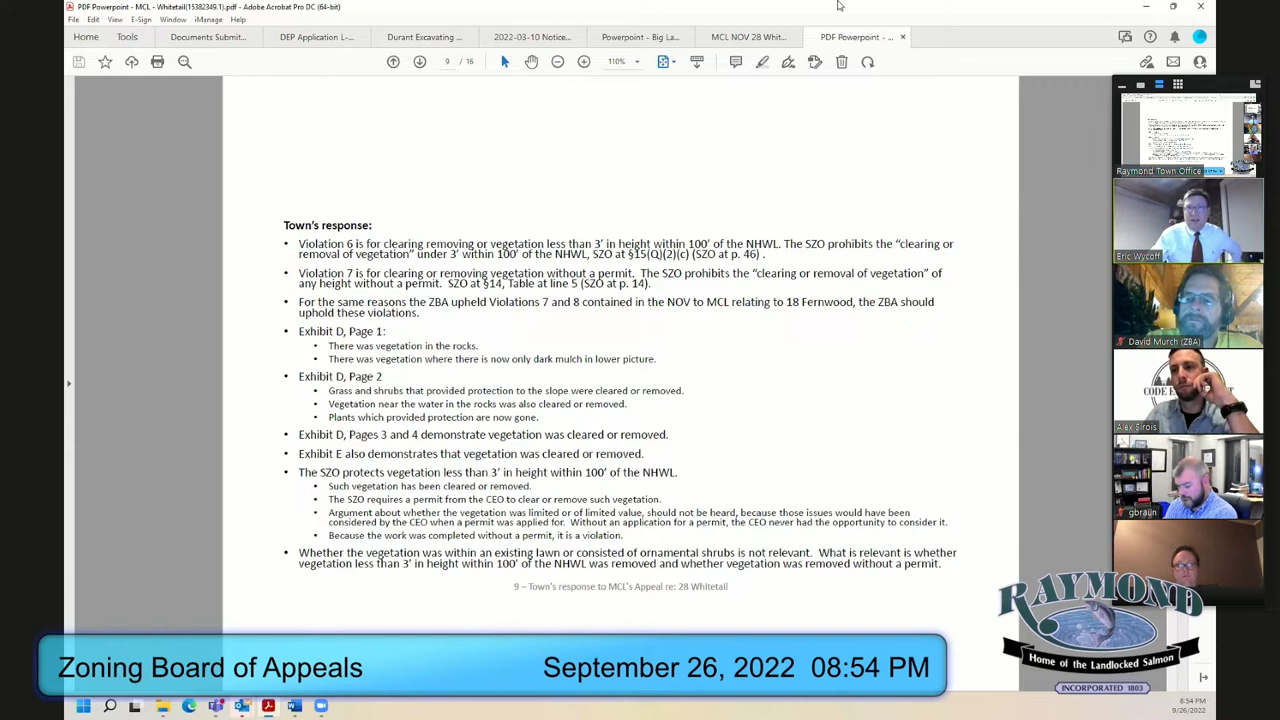 PDF Powerpoint - MCL - Whitetail(15382349.1).pdf - Adobe Acrobat Pro DC (64-bit)
File Edit View E-Sign Window iManage Help
Home Tools Documents Submit... DEP Application L-... Durant Excavating ... 2022-03-10 Notice... Powerpoint - Big La... MCL NOV 28 Whit... PDF Powerpoint - ...
9 / 16 110%
Town's response:
• Violation 6 is for clearing removing or vegetation less than 3' in height within 100' of the NHWL. The SZO prohibits the "clearing or
removal of vegetation" under 3' within 100' of the NHWL, SZO at §15(Q)(2)(c) (SZO at p. 46) .
• Violation 7 is for clearing or removing vegetation without a permit. The SZO prohibits the "clearing or removal of vegetation" of
any height without a permit. SZO at §14, Table at line 5 (SZO at p. 14).
• For the same reasons the ZBA upheld Violations 7 and 8 contained in the NOV to MCL relating to 18 Fernwood, the ZBA should
uphold these violations.
• Exhibit D, Page 1:
• There was vegetation in the rocks.
• There was vegetation where there is now only dark mulch in lower picture.
• Exhibit D, Page 2
• Grass and shrubs that provided protection to the slope were cleared or removed.
• Vegetation near the water in the rocks was also cleared or removed.
• Plants which provided protection are now gone.
• Exhibit D, Pages 3 and 4 demonstrate vegetation was cleared or removed.
• Exhibit E also demonstrates that vegetation was cleared or removed.
• The SZO protects vegetation less than 3' in height within 100' of the NHWL.
• Such vegetation has been cleared or removed.
• The SZO requires a permit from the CEO to clear or remove such vegetation.
• Argument about whether the vegetation was limited or of limited value, should not be heard, because those issues would have been
considered by the CEO when a permit was applied for. Without an application for a permit, the CEO never had the opportunity to consider it.
• Because the work was completed without a permit, it is a violation.
• Whether the vegetation was within an existing lawn or consisted of ornamental shrubs is not relevant. What is relevant is whether
vegetation less than 3' in height within 100' of the NHWL was removed and whether vegetation was removed without a permit.
9 – Town's response to MCL's Appeal re: 28 Whitetail
Raymond Town Office
Eric Wycoff
David Murch (ZBA)
CODE E
Alex Sirois
gbraun
RAYMOND
Home of the Landlocked Salmon
INCORPORATED 1803
Zoning Board of Appeals September 26, 2022 08:54 PM
8:54 PM
9/26/2022